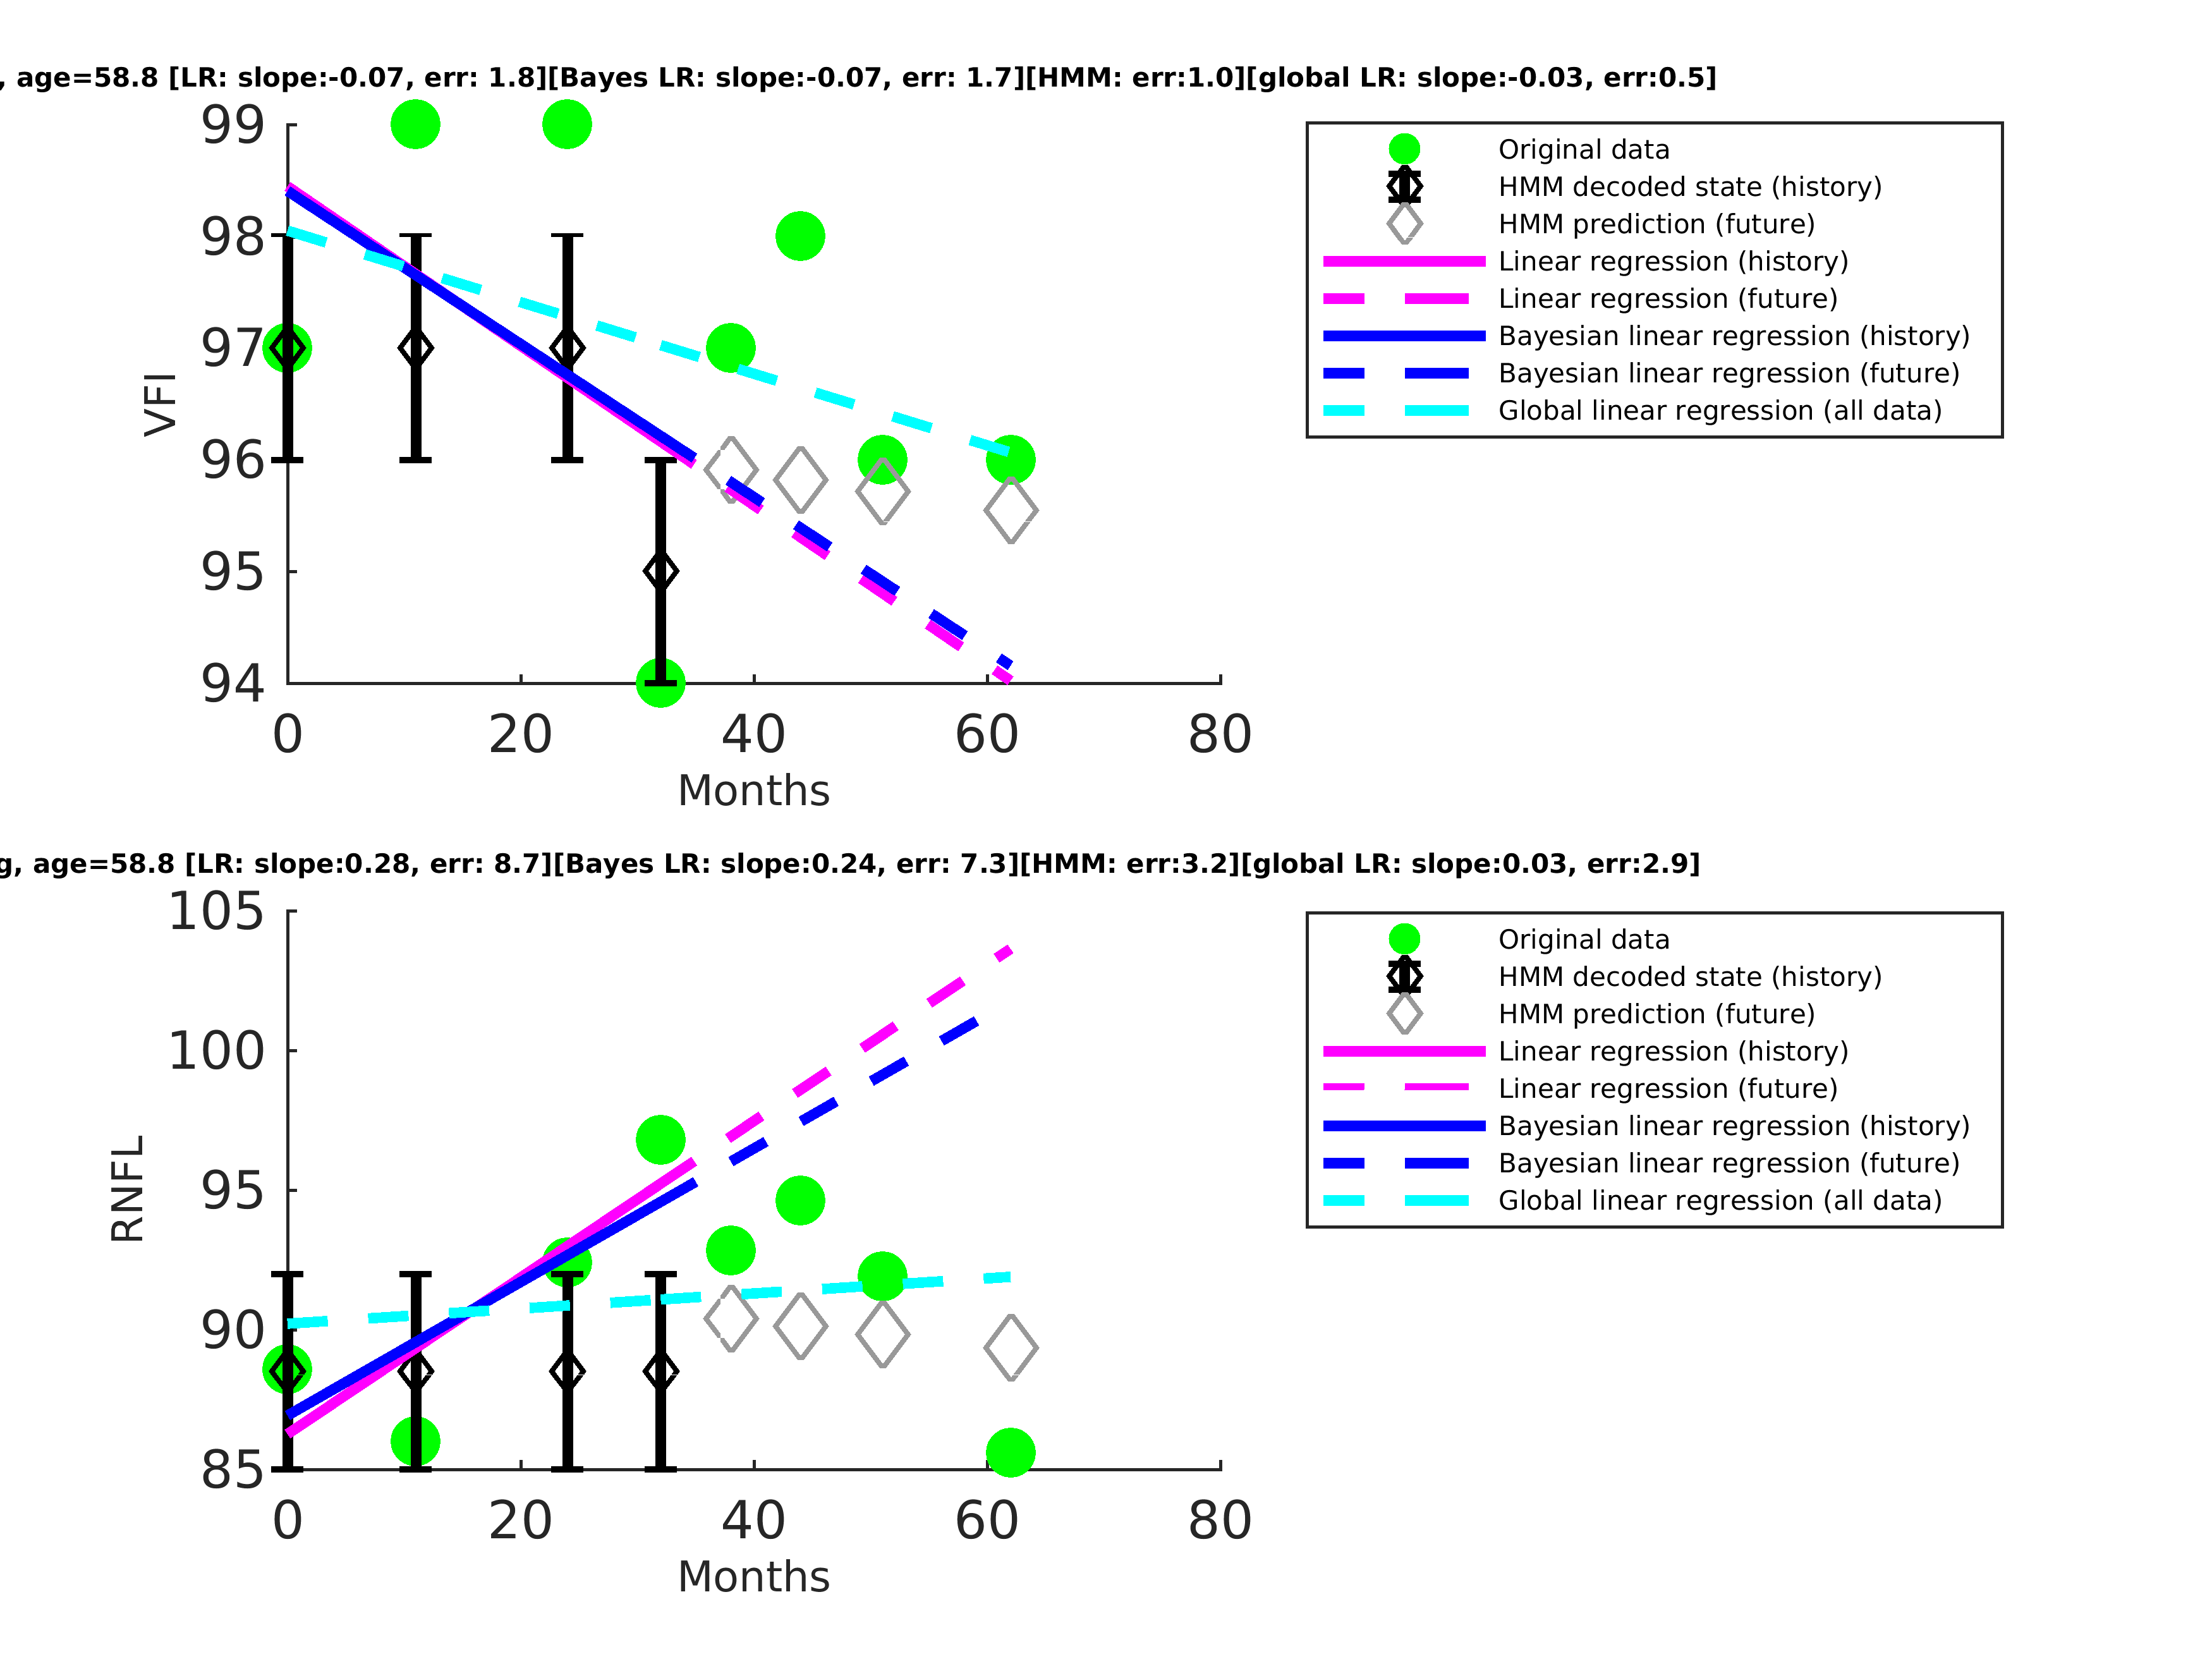 , age=58.8 [LR: slope:-0.07, err: 1.8][Bayes LR: slope:-0.07, err: 1.7][HMM: err:1.0][global LR: slope:-0.03, err:0.5]
99
98
97
96
95
94
VFI
0 20 40 60 80
Months
Original data
HMM decoded state (history)
HMM prediction (future)
Linear regression (history)
Linear regression (future)
Bayesian linear regression (history)
Bayesian linear regression (future)
Global linear regression (all data)
g, age=58.8 [LR: slope:0.28, err: 8.7][Bayes LR: slope:0.24, err: 7.3][HMM: err:3.2][global LR: slope:0.03, err:2.9]
105
100
95
90
85
RNFL
0 20 40 60 80
Months
Original data
HMM decoded state (history)
HMM prediction (future)
Linear regression (history)
Linear regression (future)
Bayesian linear regression (history)
Bayesian linear regression (future)
Global linear regression (all data)